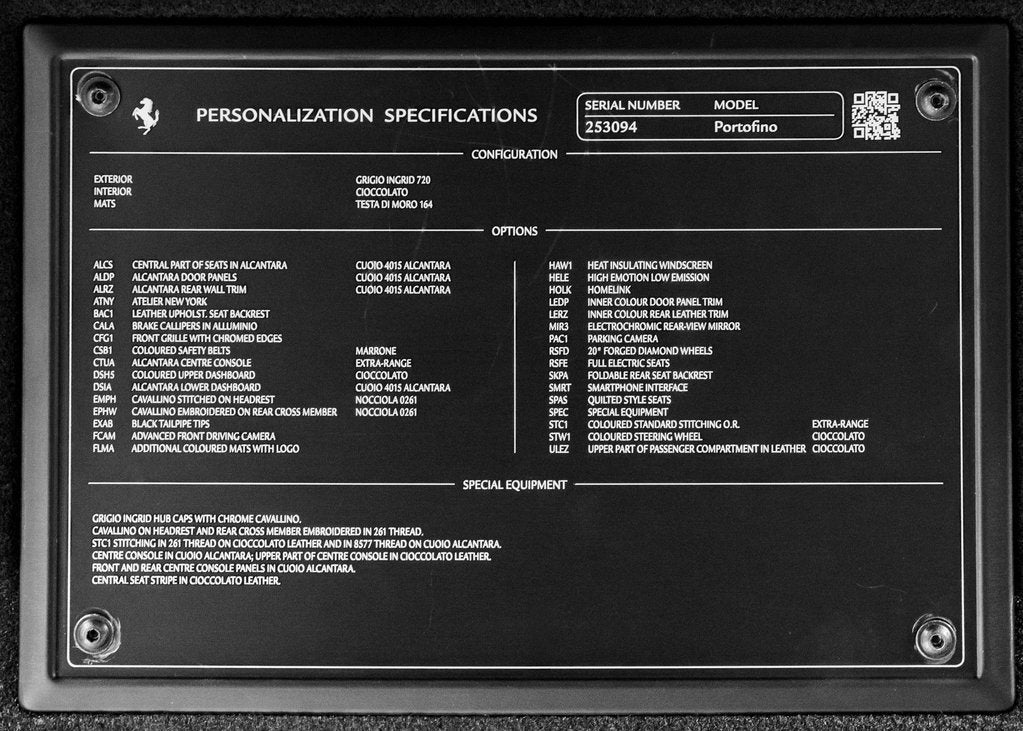 PERSONALIZATION SPECIFICATIONS
SERIAL NUMBER MODEL
253094 Portofino
CONFIGURATION
EXTERIOR GRIGIO INGRID 720
INTERIOR CIOCCOLATO
MATS TESTA DI MORO 164
OPTIONS
ALCS CENTRAL PART OF SEATS IN ALCANTARA CUOIO 4015 ALCANTARA
ALDP ALCANTARA DOOR PANELS CUOIO 4015 ALCANTARA
ALRZ ALCANTARA REAR WALL TRIM CUOIO 4015 ALCANTARA
ATNY ATELIER NEW YORK
BAC1 LEATHER UPHOLST. SEAT BACKREST
CALA BRAKE CALLIPERS IN ALLUMINIO
CFG1 FRONT GRILLE WITH CHROMED EDGES
CSB1 COLOURED SAFETY BELTS MARRONE
CTUA ALCANTARA CENTRE CONSOLE EXTRA-RANGE
DSH5 COLOURED UPPER DASHBOARD CIOCCOLATO
DSIA ALCANTARA LOWER DASHBOARD CUOIO 4015 ALCANTARA
EMPH CAVALLINO STITCHED ON HEADREST NOCCIOLA 0261
EPHW CAVALLINO EMBROIDERED ON REAR CROSS MEMBER NOCCIOLA 0261
EXAB BLACK TAILPIPE TIPS
FCAM ADVANCED FRONT DRIVING CAMERA
FLMA ADDITIONAL COLOURED MATS WITH LOGO
HAW1 HEAT INSULATING WINDSCREEN
HELE HIGH EMOTION LOW EMISSION
HOLK HOMELINK
LEDP INNER COLOUR DOOR PANEL TRIM
LERZ INNER COLOUR REAR LEATHER TRIM
MIR3 ELECTROCHROMIC REAR-VIEW MIRROR
PAC1 PARKING CAMERA
RSFD 20" FORGED DIAMOND WHEELS
RSFE FULL ELECTRIC SEATS
SKPA FOLDABLE REAR SEAT BACKREST
SMRT SMARTPHONE INTERFACE
SPAS QUILTED STYLE SEATS
SPEC SPECIAL EQUIPMENT
STC1 COLOURED STANDARD STITCHING O.R. EXTRA-RANGE
STW1 COLOURED STEERING WHEEL CIOCCOLATO
ULEZ UPPER PART OF PASSENGER COMPARTMENT IN LEATHER CIOCCOLATO
SPECIAL EQUIPMENT
GRIGIO INGRID HUB CAPS WITH CHROME CAVALLINO.
CAVALLINO ON HEADREST AND REAR CROSS MEMBER EMBROIDERED IN 261 THREAD.
STC1 STITCHING IN 261 THREAD ON CIOCCOLATO LEATHER AND IN 8577 THREAD ON CUOIO ALCANTARA.
CENTRE CONSOLE IN CUOIO ALCANTARA; UPPER PART OF CENTRE CONSOLE IN CIOCCOLATO LEATHER.
FRONT AND REAR CENTRE CONSOLE PANELS IN CUOIO ALCANTARA.
CENTRAL SEAT STRIPE IN CIOCCOLATO LEATHER.